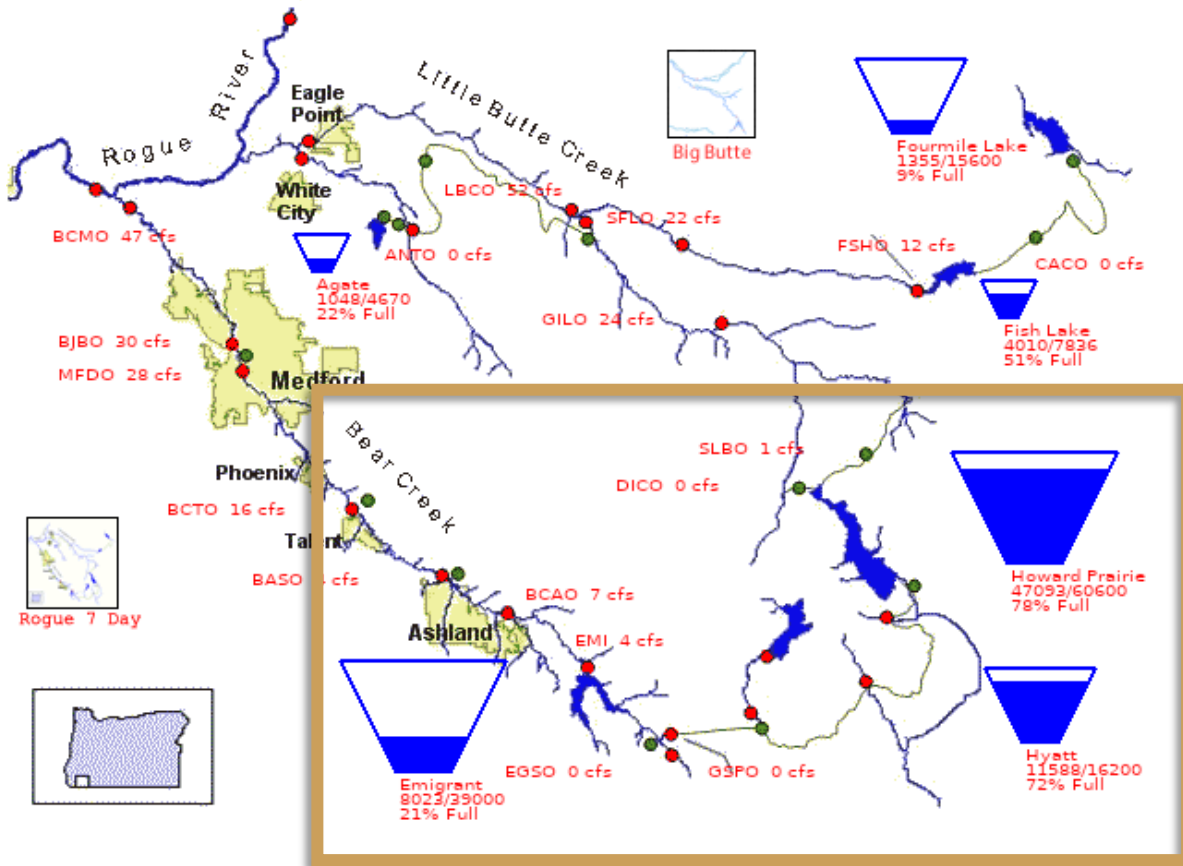 Rogue River
Eagle
Point
Little Butte Creek
Big Butte
Fourmile Lake
1355/15600
9% Full
White
City
LBCO 52 cfs
SFLO 22 cfs
BCMO 47 cfs
ANTO 0 cfs
FSHO 12 cfs
CACO 0 cfs
Agate
1048/4670
22% Full
GILO 24 cfs
Fish Lake
4010/7836
51% Full
BJBO 30 cfs
MFDO 28 cfs
Medford
Bear Creek
SLBO 1 cfs
Phoenix
DICO 0 cfs
BCTO 16 cfs
Talent
BASO cfs
Howard Prairie
47093/60600
78% Full
Rogue 7 Day
BCAO 7 cfs
Ashland
EMI 4 cfs
EGSO 0 cfs
GSPO 0 cfs
Hyatt
11588/16200
72% Full
Emigrant
8023/39000
21% Full